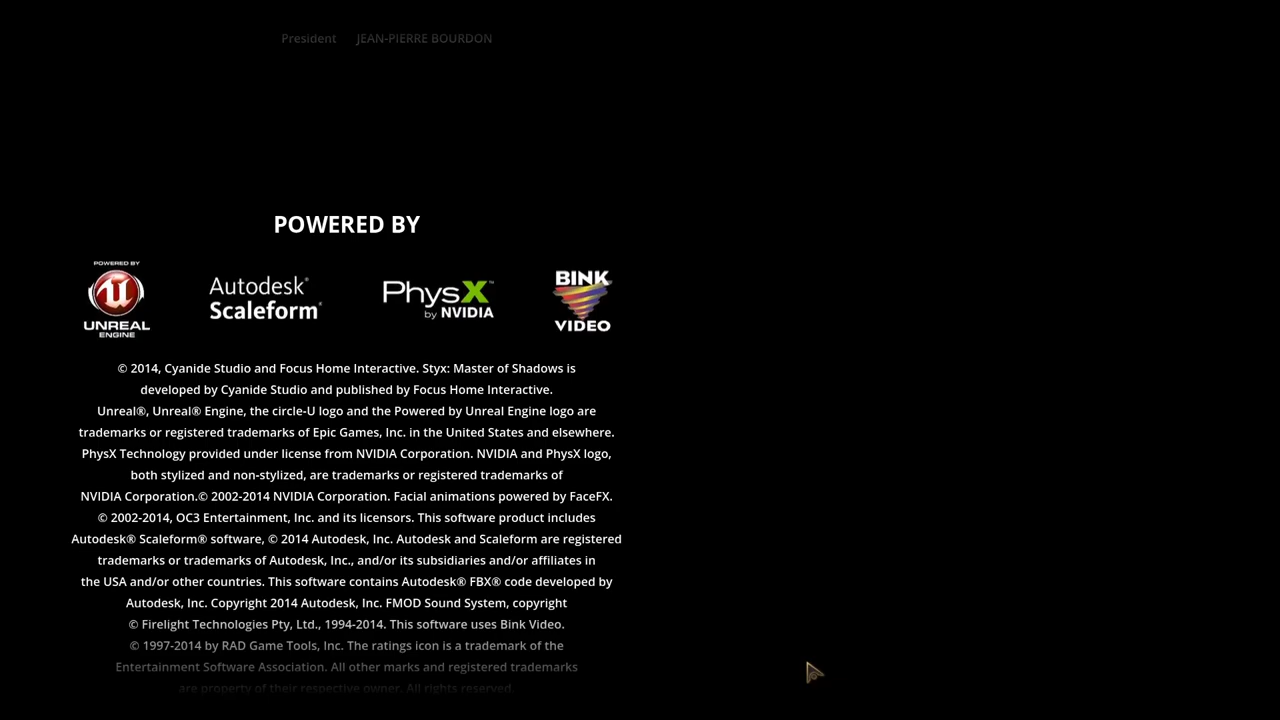 President JEAN-PIERRE BOURDON
POWERED BY
POWERED BY
UNREAL
ENGINE
Autodesk®
Scaleform®
PhysX™
by NVIDIA
BINK
VIDEO
© 2014, Cyanide Studio and Focus Home Interactive. Styx: Master of Shadows is
developed by Cyanide Studio and published by Focus Home Interactive.
Unreal®, Unreal® Engine, the circle-U logo and the Powered by Unreal Engine logo are
trademarks or registered trademarks of Epic Games, Inc. in the United States and elsewhere.
PhysX Technology provided under license from NVIDIA Corporation. NVIDIA and PhysX logo,
both stylized and non-stylized, are trademarks or registered trademarks of
NVIDIA Corporation.© 2002-2014 NVIDIA Corporation. Facial animations powered by FaceFX.
© 2002-2014, OC3 Entertainment, Inc. and its licensors. This software product includes
Autodesk® Scaleform® software, © 2014 Autodesk, Inc. Autodesk and Scaleform are registered
trademarks or trademarks of Autodesk, Inc., and/or its subsidiaries and/or affiliates in
the USA and/or other countries. This software contains Autodesk® FBX® code developed by
Autodesk, Inc. Copyright 2014 Autodesk, Inc. FMOD Sound System, copyright
© Firelight Technologies Pty, Ltd., 1994-2014. This software uses Bink Video.
© 1997-2014 by RAD Game Tools, Inc. The ratings icon is a trademark of the
Entertainment Software Association. All other marks and registered trademarks
are property of their respective owner. All rights reserved.